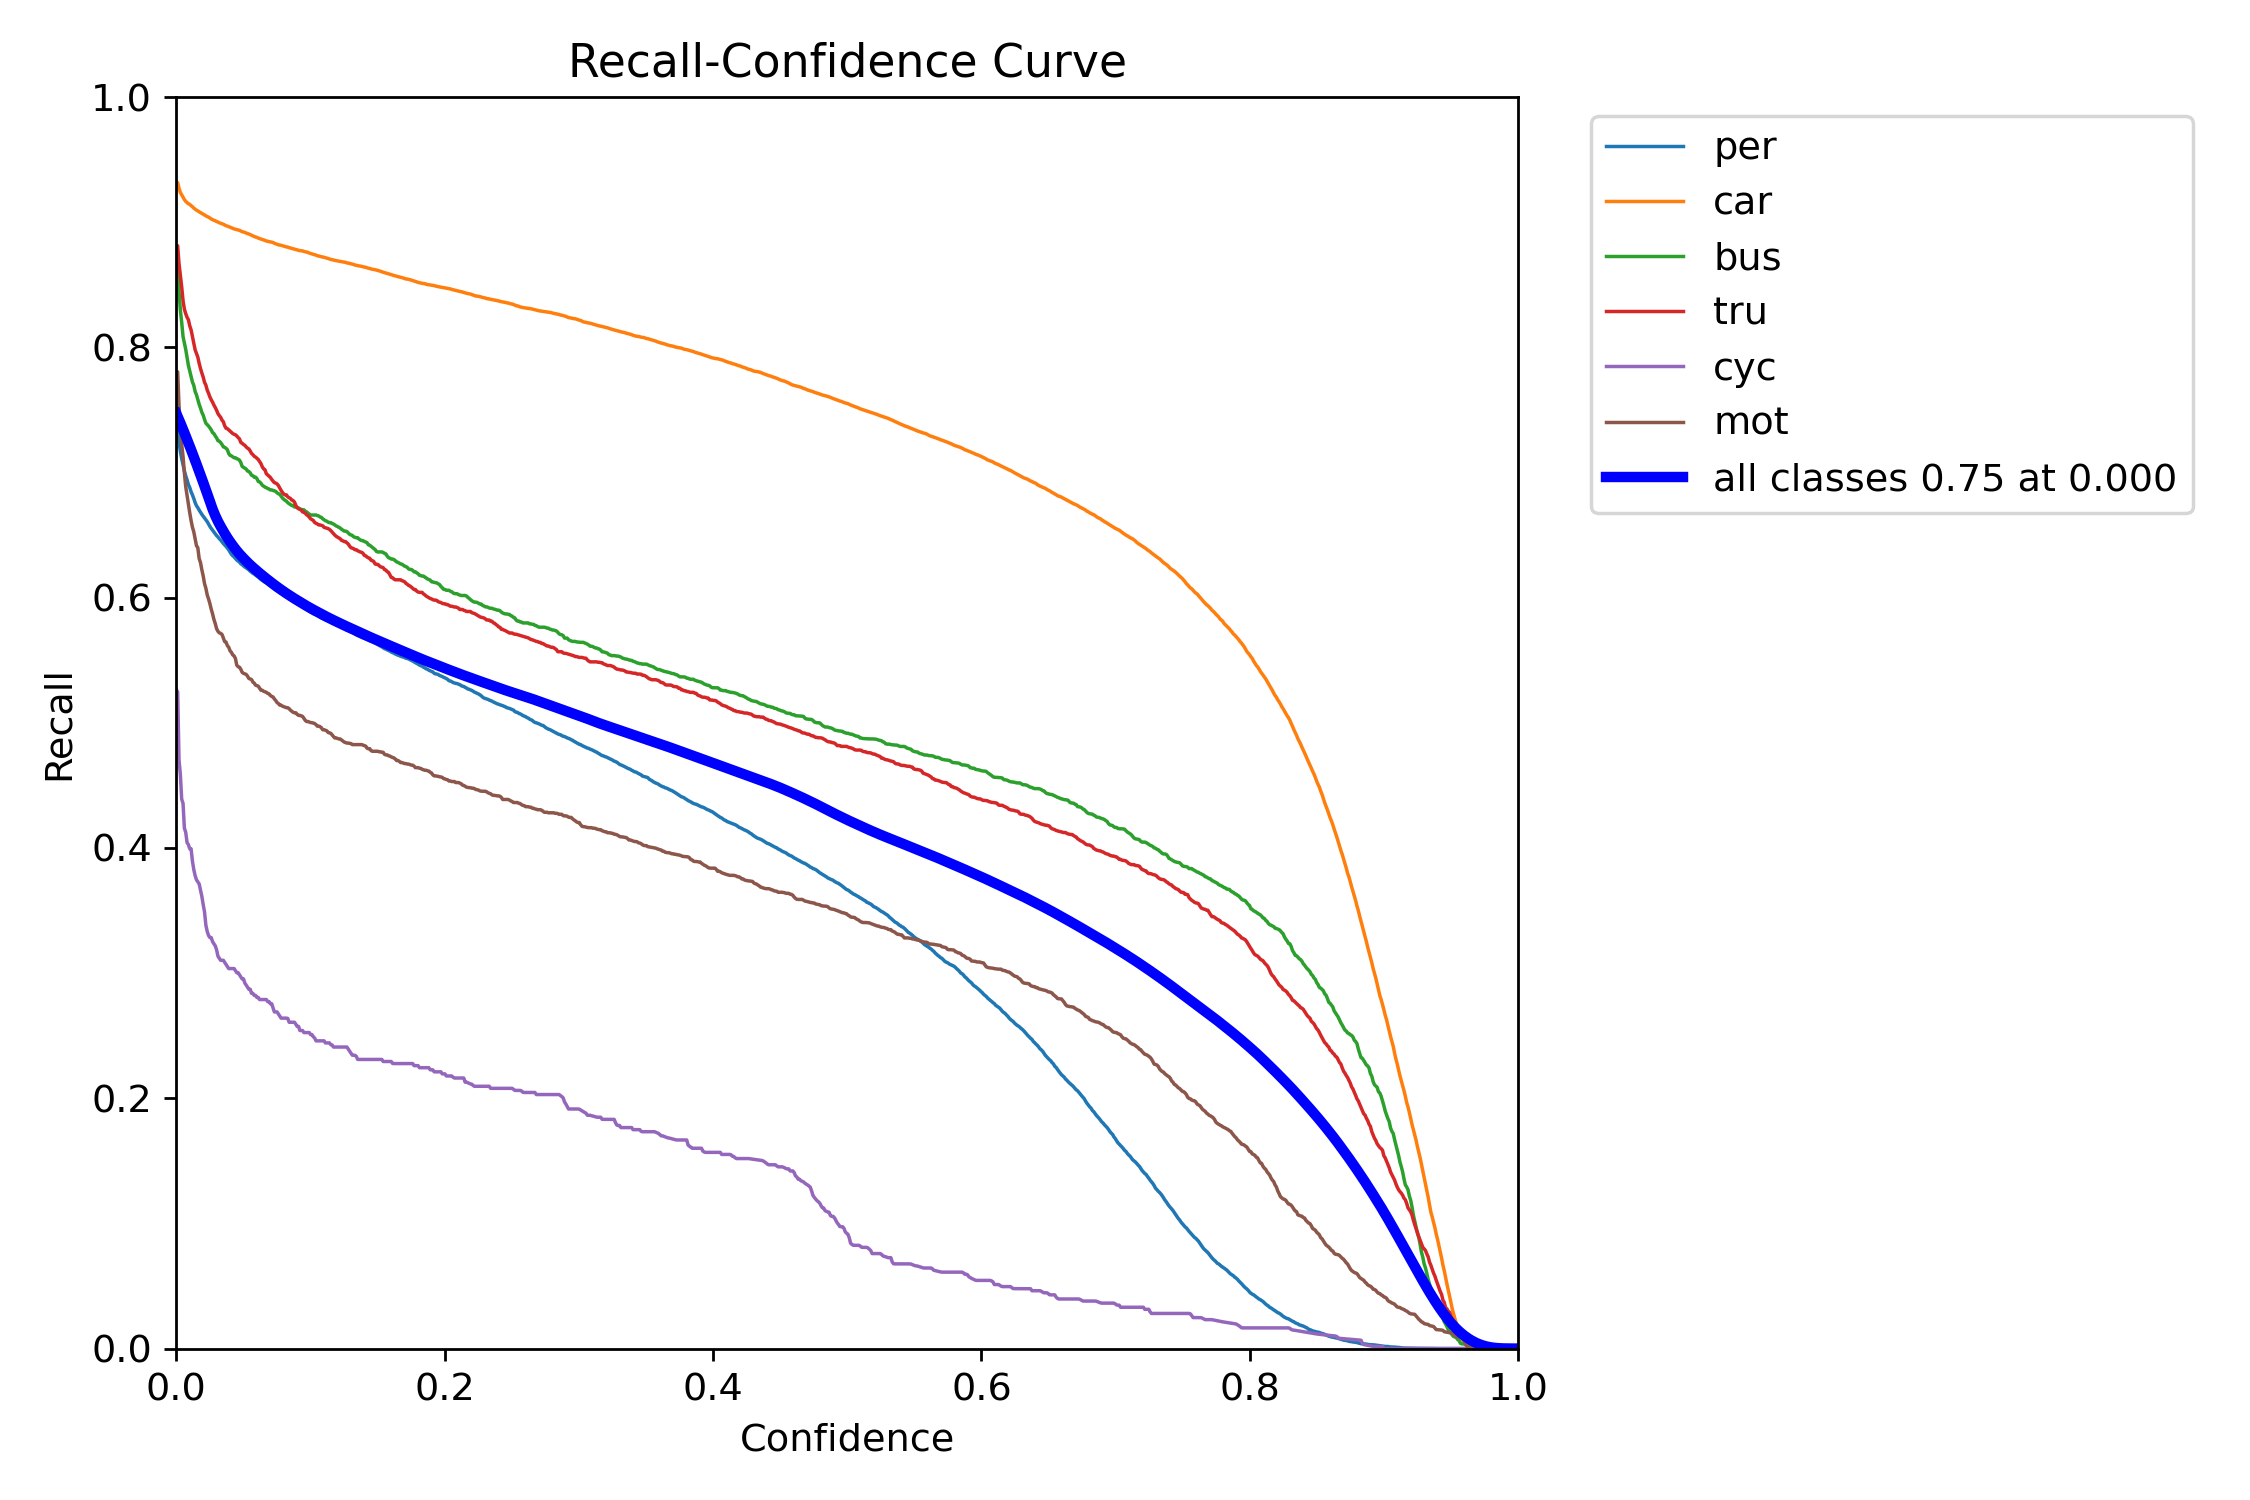 Recall-Confidence Curve
1.0
0.8
0.6
0.4
0.2
0.0
Recall
0.0 0.2 0.4 0.6 0.8 1.0
Confidence
per
car
bus
tru
cyc
mot
all classes 0.75 at 0.000